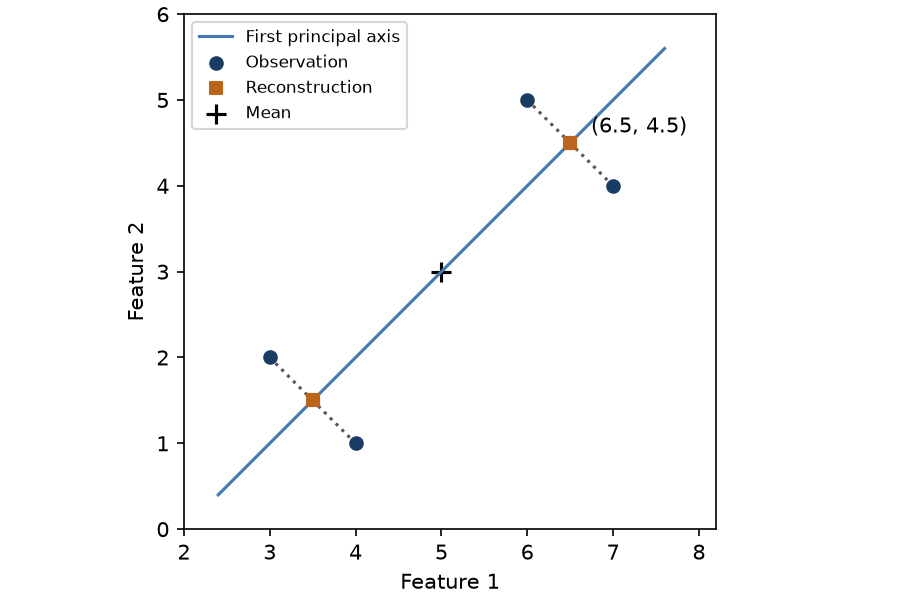 6
First principal axis
Observation
Reconstruction
Mean
5
(6.5, 4.5)
4
Feature 2
3
2
1
0
2 3 4 5 6 7 8
Feature 1